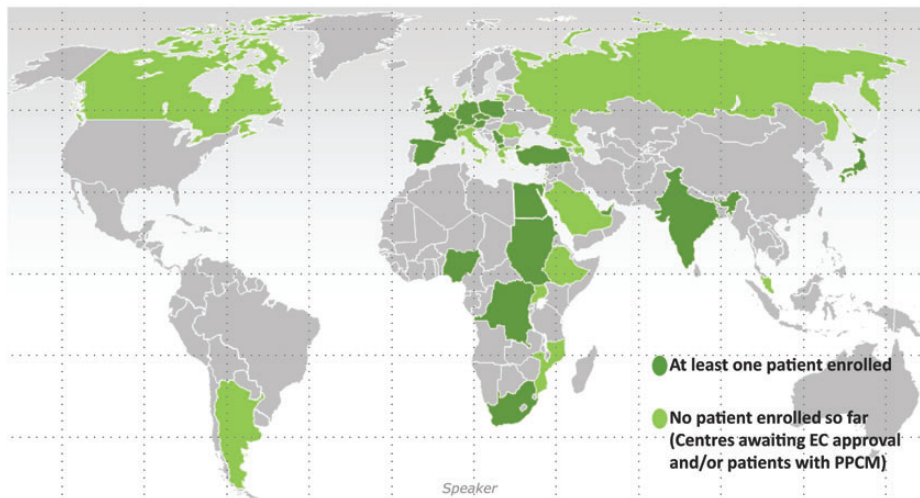 At least one patient enrolled
No patient enrolled so far
(Centres awaiting EC approval
and/or patients with PPCM)
Speaker